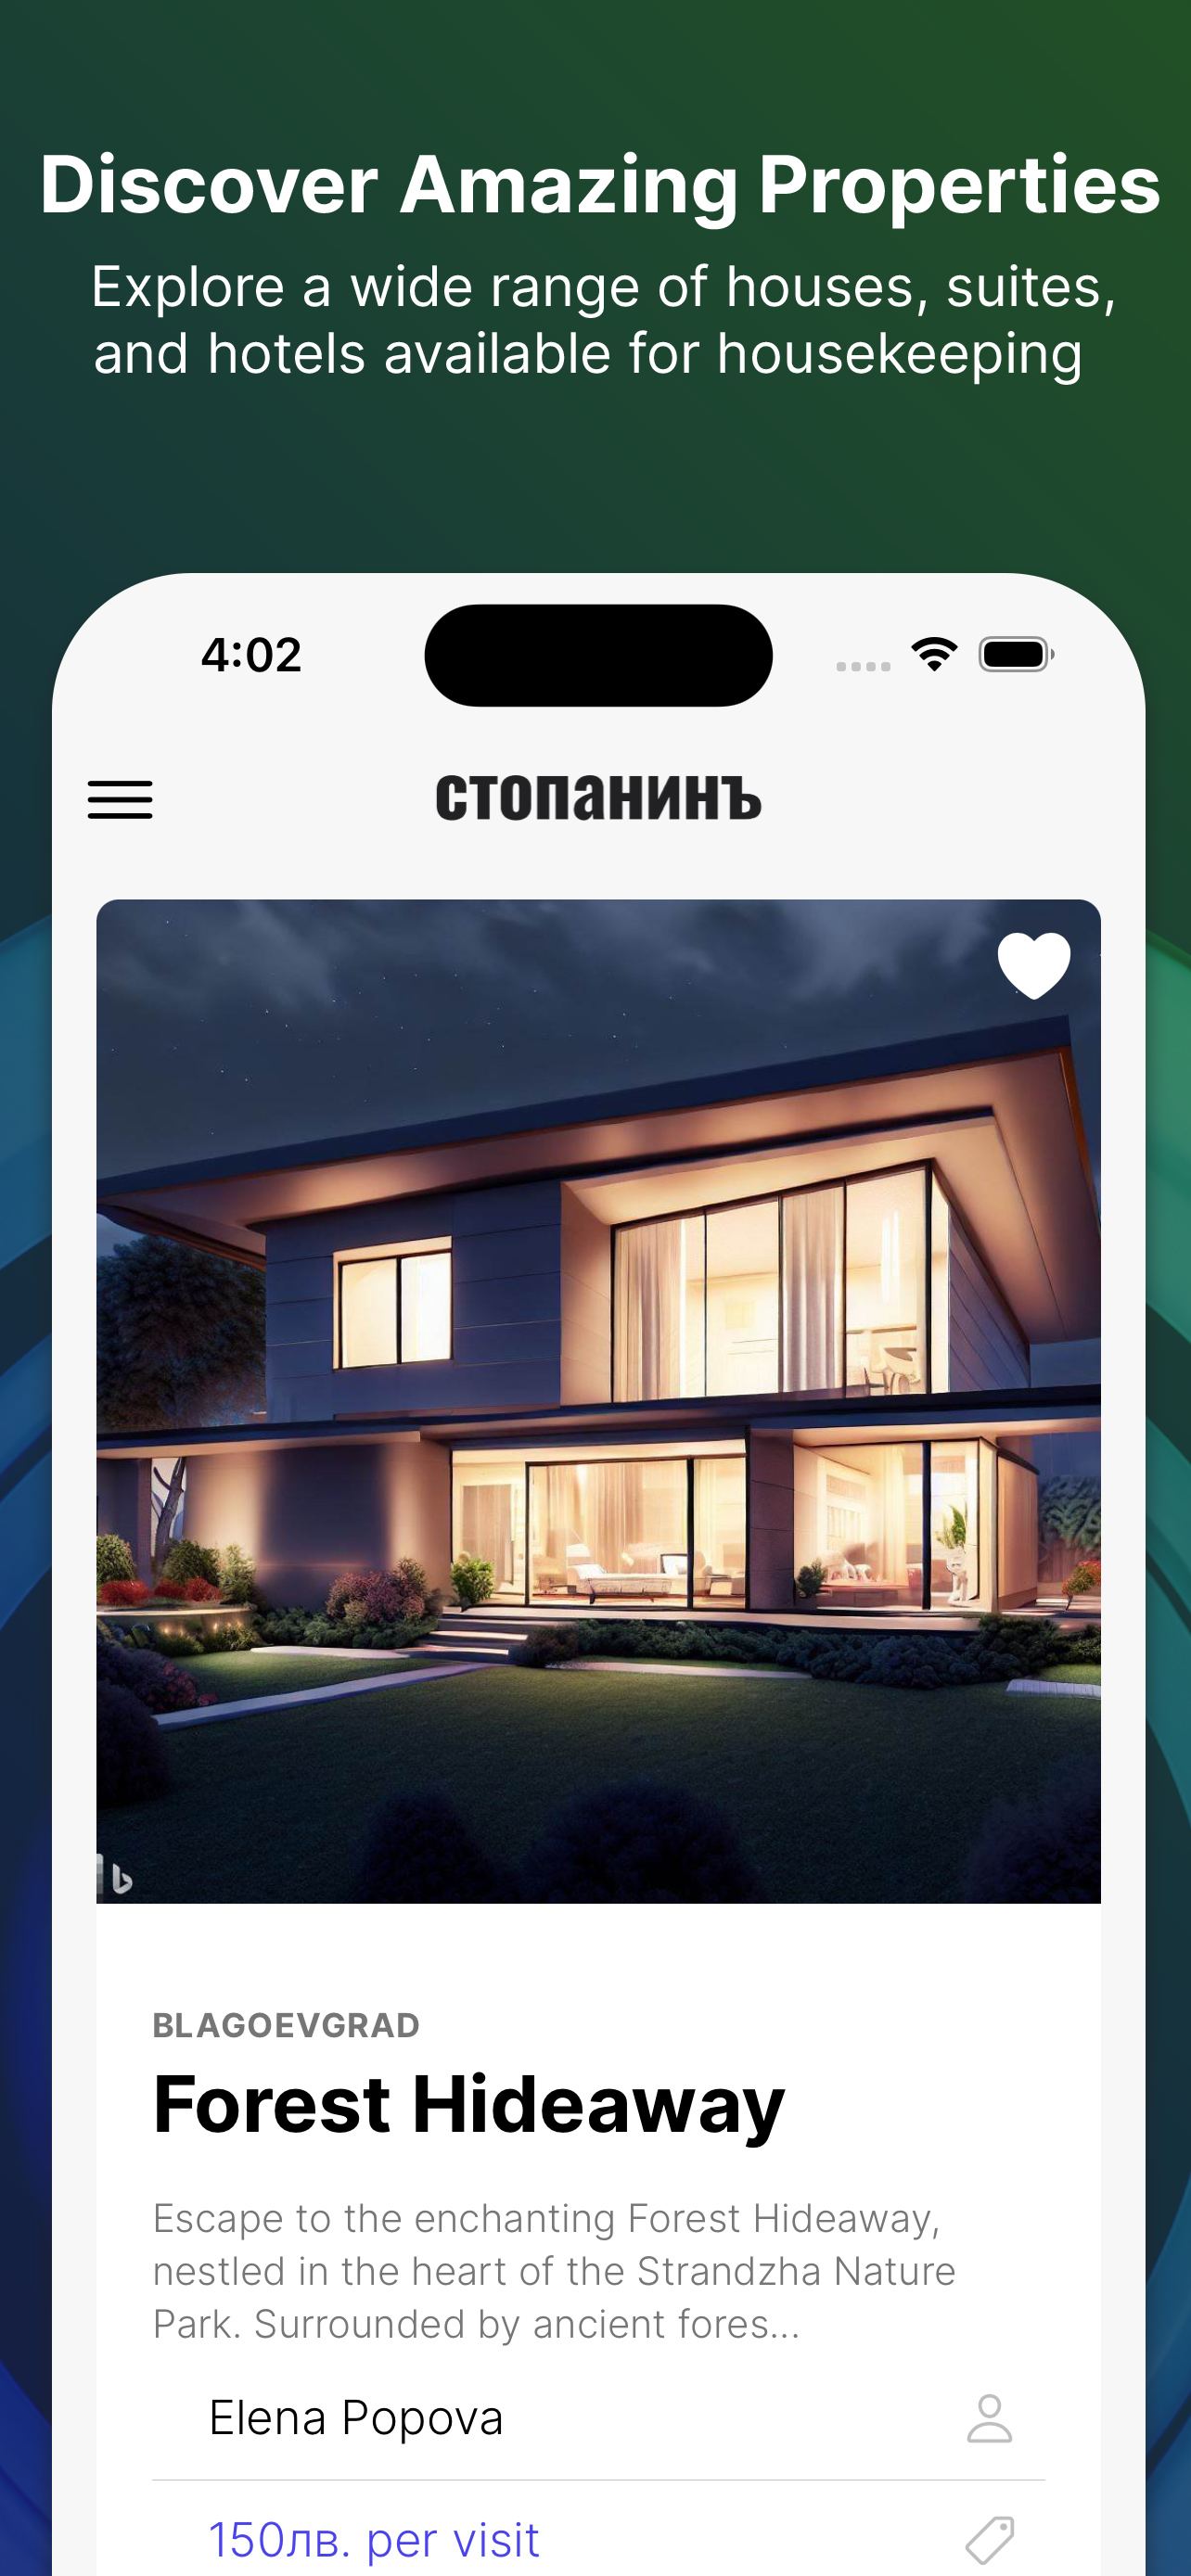 Discover Amazing Properties
Explore a wide range of houses, suites,
and hotels available for housekeeping
4:02
стопанинъ
b
BLAGOEVGRAD
Forest Hideaway
Escape to the enchanting Forest Hideaway,
nestled in the heart of the Strandzha Nature
Park. Surrounded by ancient fores...
Elena Popova
150лв. per visit